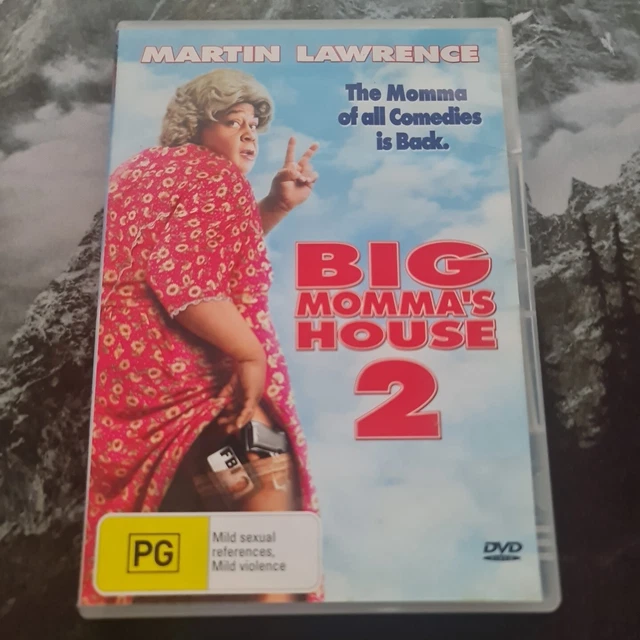 MARTIN LAWRENCE
The Momma
of all Comedies
is Back.
BIG
MOMMA'S
HOUSE
2
FBI
PG
Mild sexual
references,
Mild violence
DVD